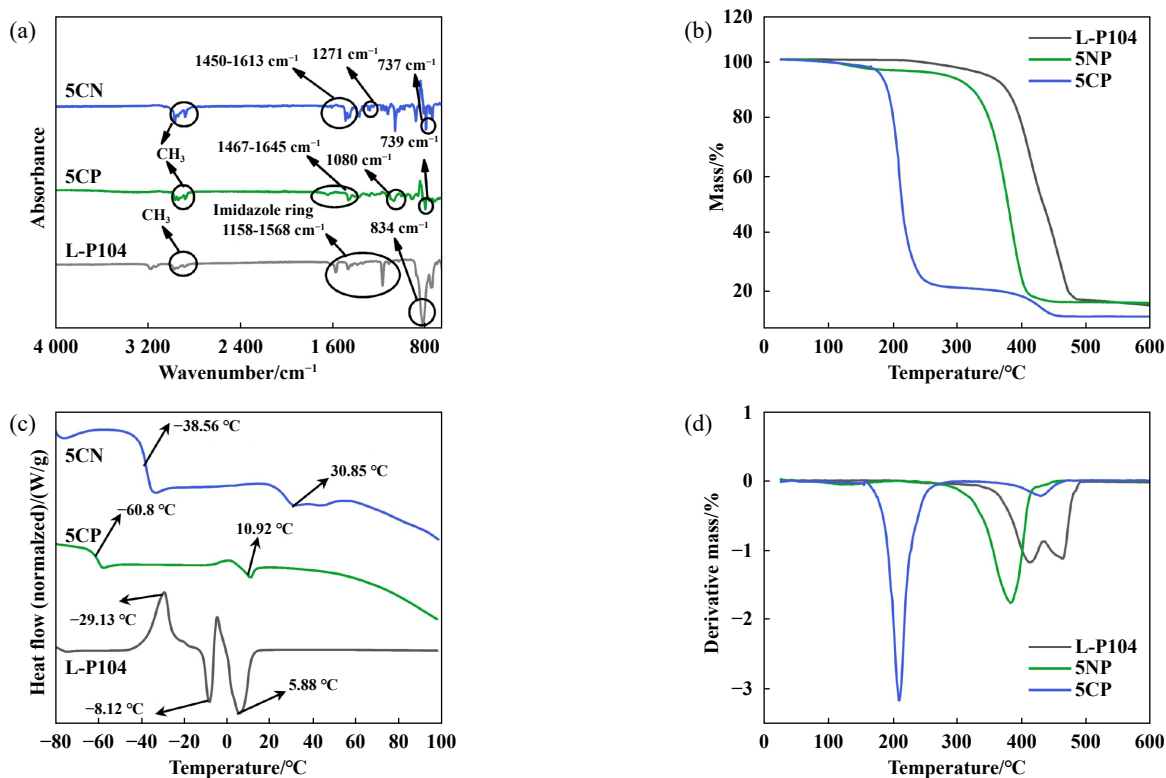 (a)
5CN
1450-1613 cm⁻¹
1271 cm⁻¹
737 cm⁻¹
CH₃
5CP
1467-1645 cm⁻¹
1080 cm⁻¹
739 cm⁻¹
CH₃
L-P104
Imidazole ring
1158-1568 cm⁻¹
834 cm⁻¹
Absorbance
4 000 3 200 2 400 1 600 800
Wavenumber/cm⁻¹
(b)
120
100
80
60
40
20
Mass/%
L-P104
5NP
5CP
0 100 200 300 400 500 600
Temperature/°C
(c)
5CN
−38.56 °C
30.85 °C
5CP
−60.8 °C
10.92 °C
−29.13 °C
L-P104
−8.12 °C
5.88 °C
Heat flow (normalzed)/(W/g)
−80 −60 −40 −20 0 20 40 60 80 100
Temperature/°C
(d)
1
0
−1
−2
−3
Derivative mass/%
L-P104
5NP
5CP
0 100 200 300 400 500 600
Temperature/°C